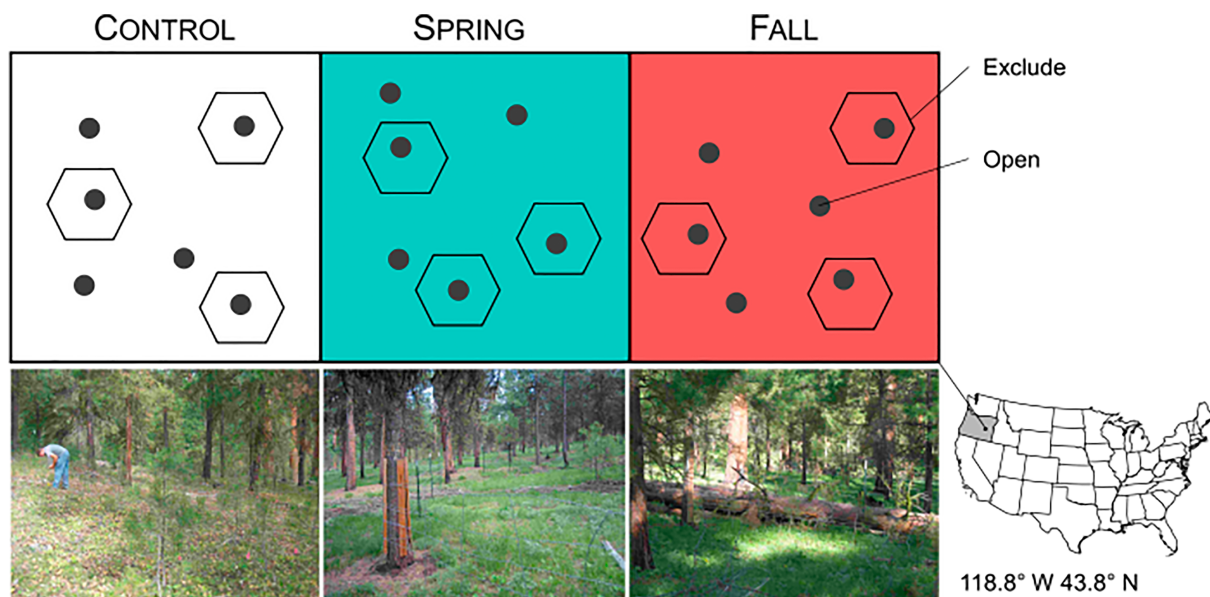 CONTROL
SPRING
FALL
Exclude
Open
118.8° W 43.8° N